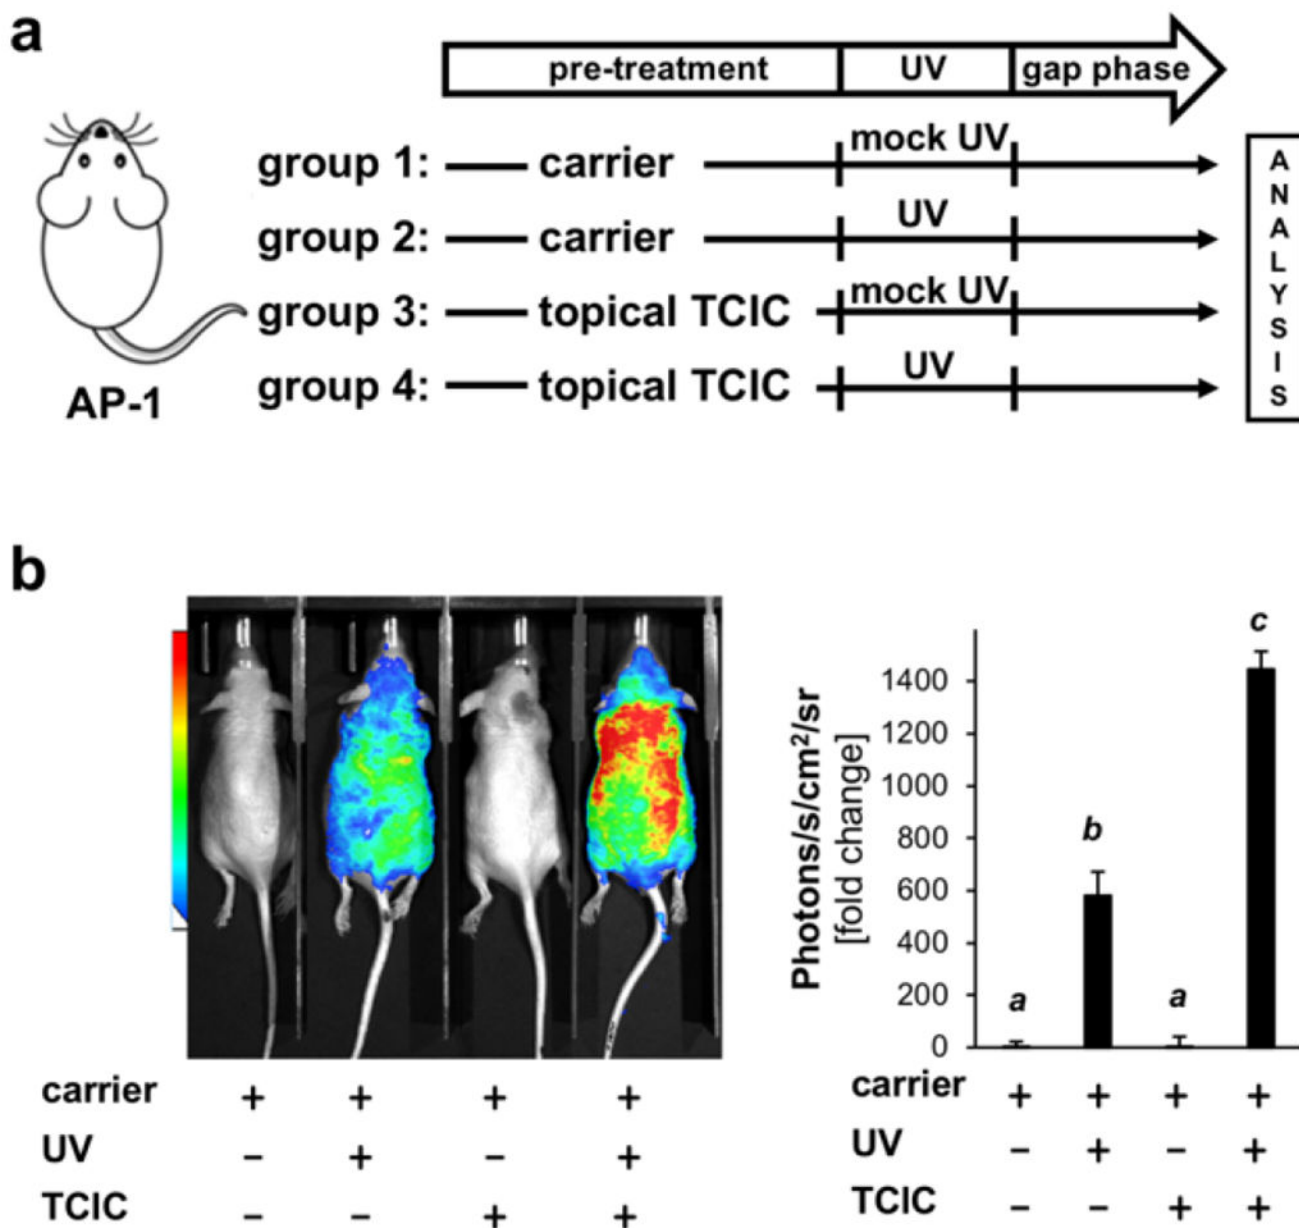 a
pre-treatment UV gap phase
group 1: carrier mock UV
group 2: carrier UV
group 3: topical TCIC mock UV
group 4: topical TCIC UV
AP-1
ANALYSIS
b
Photons/s/cm²/sr
[fold change]
1400
1200
1000
800
600
400
200
0
a b a c
carrier + + + +
UV – + – +
TCIC – – + +
carrier + + + +
UV – + – +
TCIC – – + +